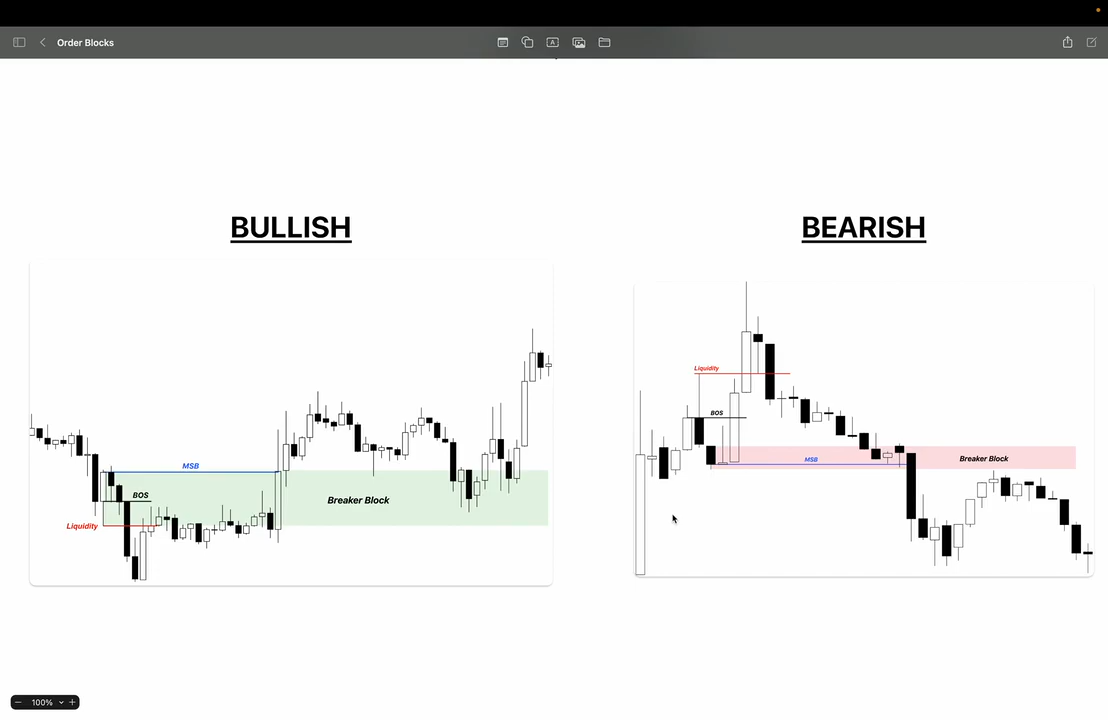 Order Blocks
BULLISH
BEARISH
MSB
BOS
Liquidity
Breaker Block
Liquidity
BOS
MSB
Breaker Block
100%